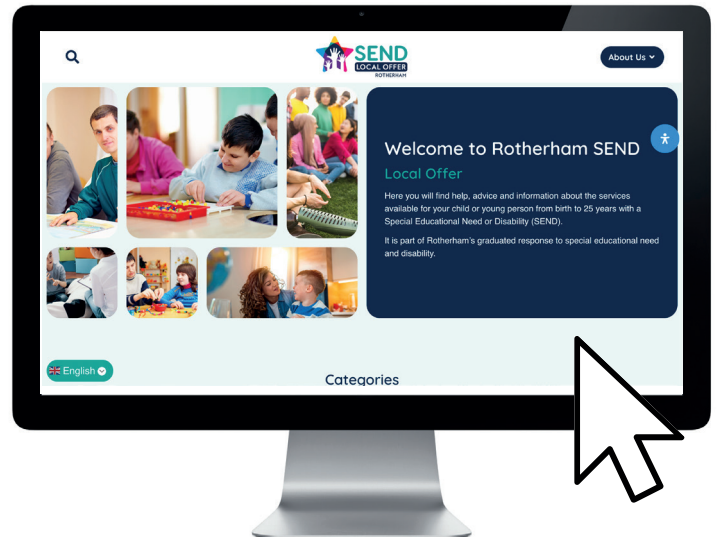 SEND
LOCAL OFFER
ROTHERHAM
About Us
Welcome to Rotherham SEND
Local Offer
Here you will find help, advice and information about the services
available for your child or young person from birth to 25 years with a
Special Educational Need or Disability (SEND).
It is part of Rotherham's graduated response to special educational need
and disability.
English
Categories